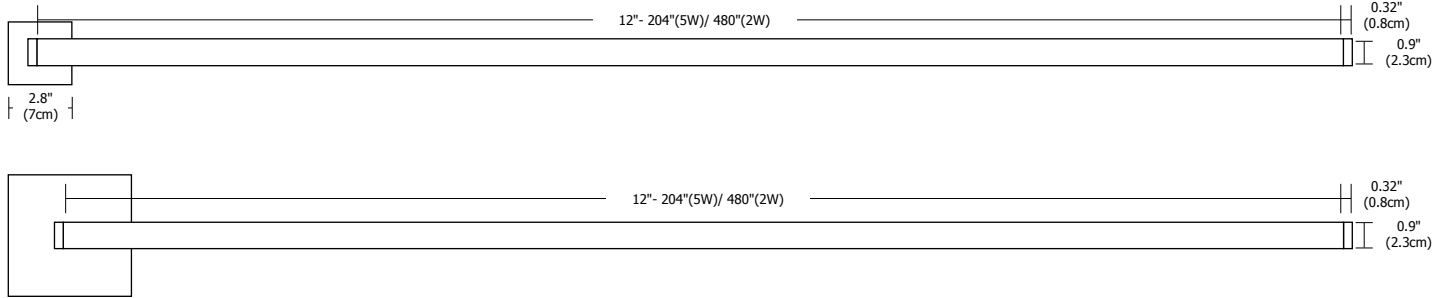 12"- 204"(5W)/ 480"(2W)
0.32"
(0.8cm)
0.9"
(2.3cm)
2.8"
(7cm)
12"- 204"(5W)/ 480"(2W)
0.32"
(0.8cm)
0.9"
(2.3cm)